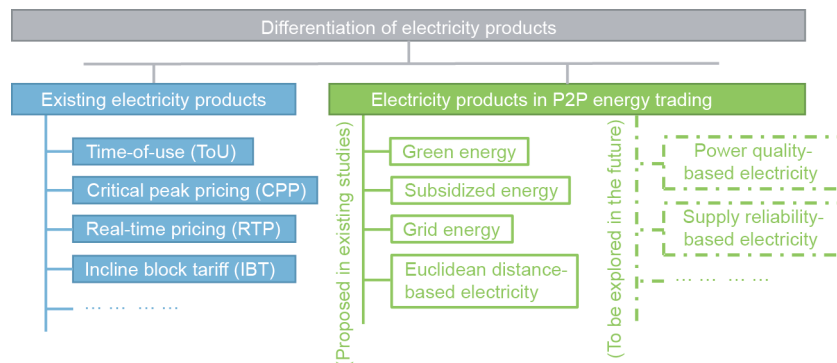 Differentiation of electricity products
Existing electricity products
Time-of-use (ToU)
Critical peak pricing (CPP)
Real-time pricing (RTP)
Incline block tariff (IBT)
... ... ... ...
Electricity products in P2P energy trading
(Proposed in existing studies)
Green energy
Subsidized energy
Grid energy
Euclidean distance-
based electricity
(To be explored in the future)
Power quality-
based electricity
Supply reliability-
based electricity
... ... ... ...